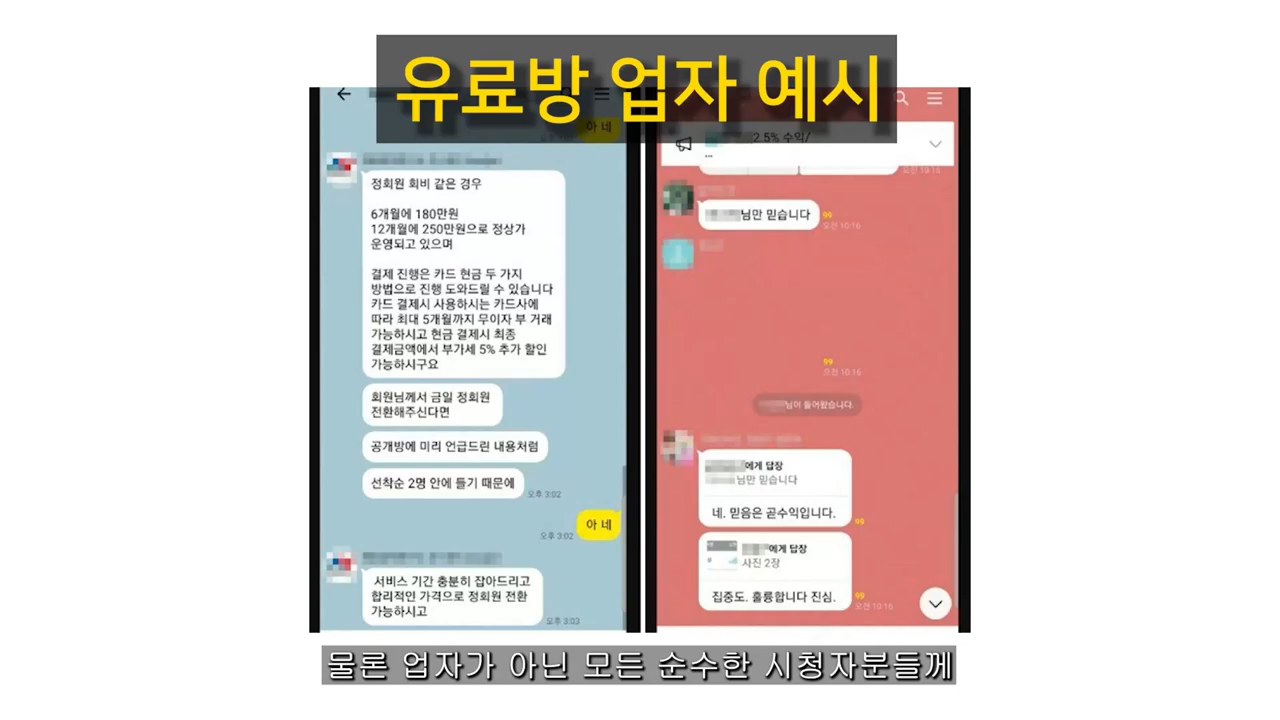 유료방 업자 예시
아 네
정회원 회비 같은 경우
6개월에 180만원
12개월에 250만원으로 정상가
운영되고 있으며
결제 진행은 카드 현금 두 가지
방법으로 진행 도와드릴 수 있습니다
카드 결제시 사용하시는 카드사에
따라 최대 5개월까지 무이자 부 거래
가능하시고 현금 결제시 최종
결제금액에서 부가세 5% 추가 할인
가능하시구요
회원님께서 금일 정회원
전환해주신다면
공개방에 미리 언급드린 내용처럼
선착순 2명 안에 들기 때문에
오후 3:02
아 네
오후 3:02
서비스 기간 충분히 잡아드리고
합리적인 가격으로 정회원 전환
가능하시고
오후 3:03
2.5% 수익/
...
오전 10:16
님만 믿습니다
99
오전 10:16
99
오전 10:16
님이 들어왔습니다.
에게 답장
님만 믿습니다
네. 믿음은 곧수익입니다.
99
에게 답장
사진 2장
집중도. 훌륭합니다 진심.
99
오전 10:16
물론 업자가 아닌 모든 순수한 시청자분들께